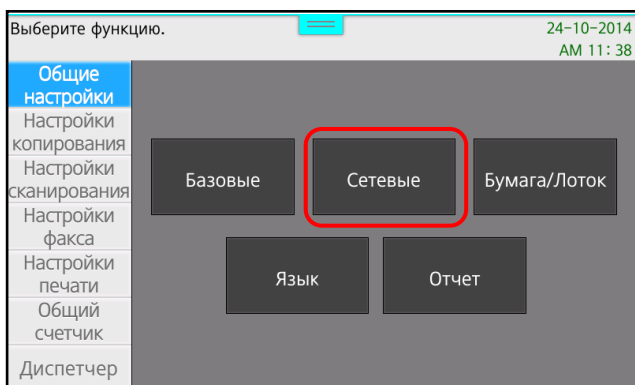 Выберите функцию.
24-10-2014
AM 11:38
Общие
настройки
Настройки
копирования
Настройки
сканирования
Настройки
факса
Настройки
печати
Общий
счетчик
Диспетчер
Базовые
Сетевые
Бумага/Лоток
Язык
Отчет